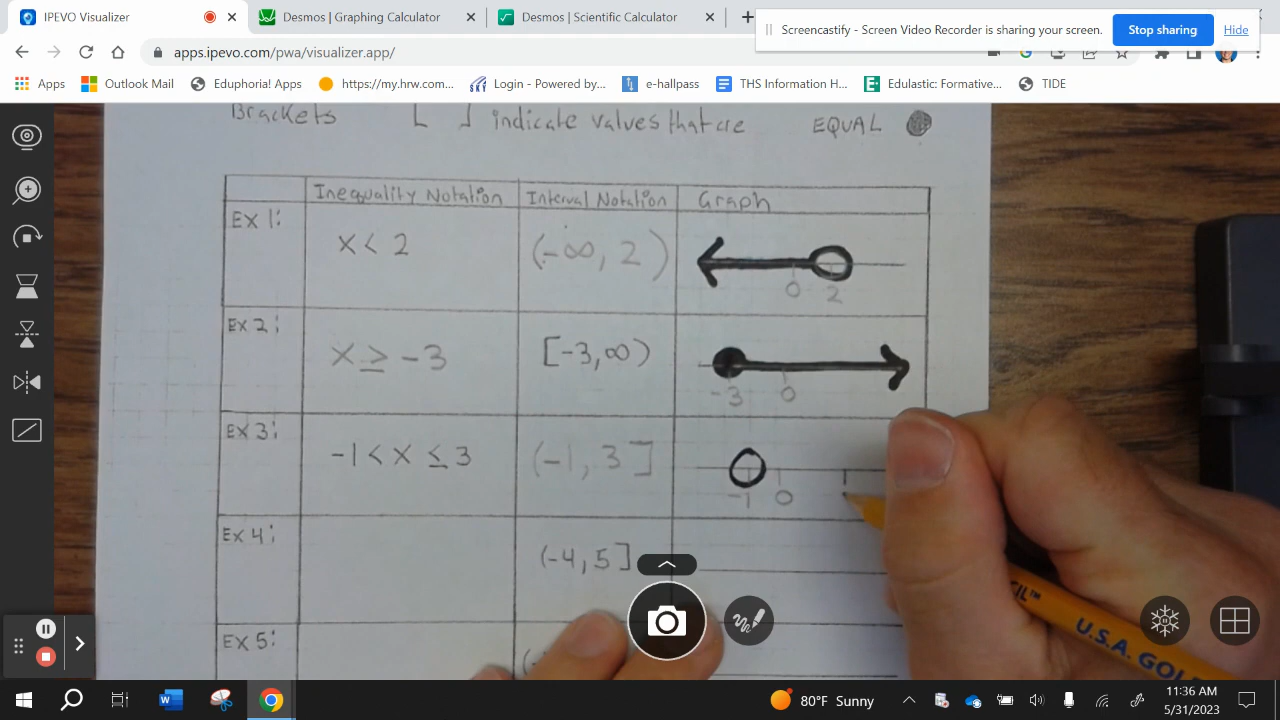 IPEVO Visualizer
Desmos | Graphing Calculator
Desmos | Scientific Calculator
Screencastify - Screen Video Recorder is sharing your screen.
Stop sharing
Hide
apps.ipevo.com/pwa/visualizer.app/
Apps
Outlook Mail
Eduphoria! Apps
https://my.hrw.com...
Login - Powered by...
e-hallpass
THS Information H...
Edulastic: Formative...
TIDE
Brackets [ ] indicate values that are EQUAL
Inequality Notation Interval Notation Graph
Ex 1: x < 2 (-∞, 2)
0 2
Ex 2: x ≥ -3 [-3, ∞)
-3 0
Ex 3: -1 < x ≤ 3 (-1, 3]
-1 0
Ex 4: (-4, 5]
Ex 5:
U.S.A. GOL
80°F Sunny
11:36 AM
5/31/2023